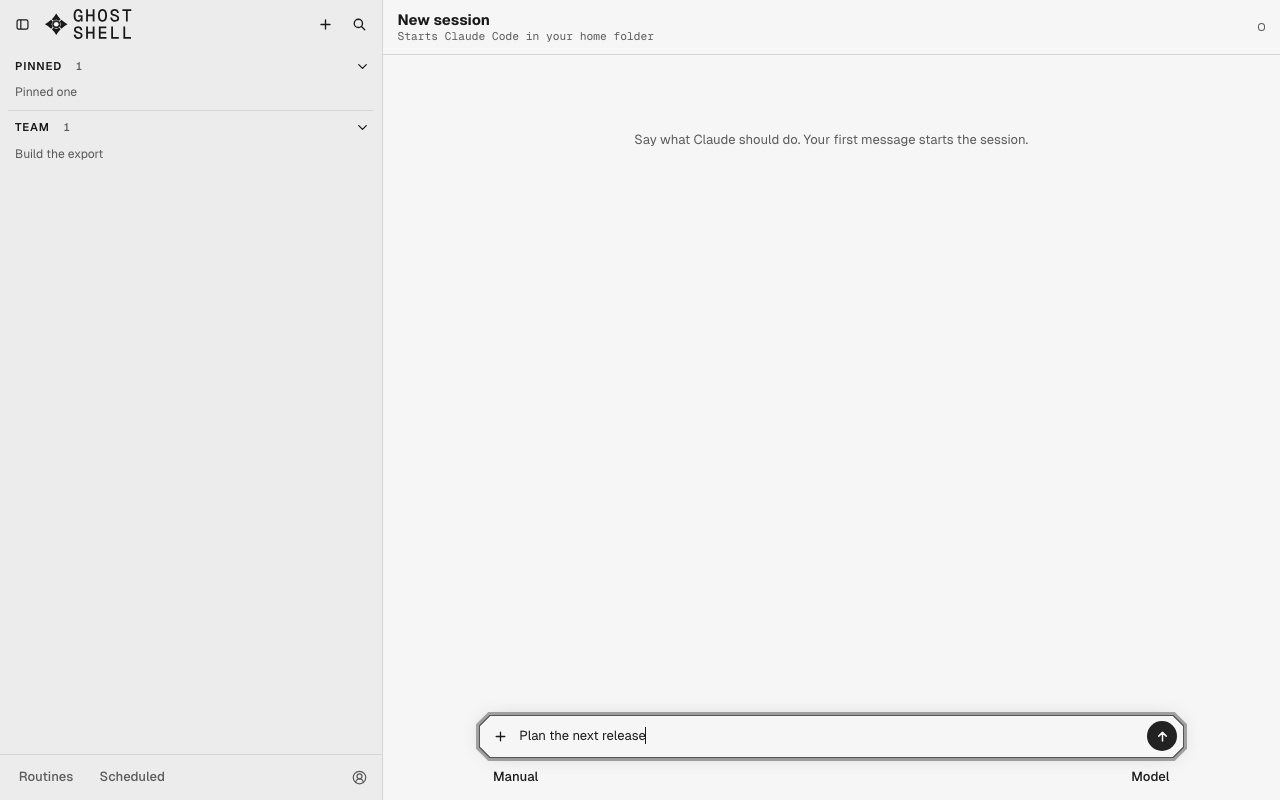 GHOST
SHELL
PINNED 1
Pinned one
TEAM 1
Build the export
Routines
Scheduled
New session
Starts Claude Code in your home folder
Say what Claude should do. Your first message starts the session.
Plan the next release
Manual
Model